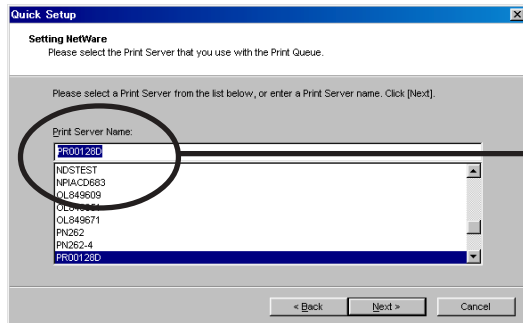 Quick Setup
Setting NetWare
Please select the Print Server that you use with the Print Queue.
Please select a Print Server from the list below, or enter a Print Server name. Click [Next].
Print Server Name:
PR00128D
NDSTEST
NPIACD683
OL849609
OL849671
PN262
PN262-4
PR00128D
< Back Next > Cancel